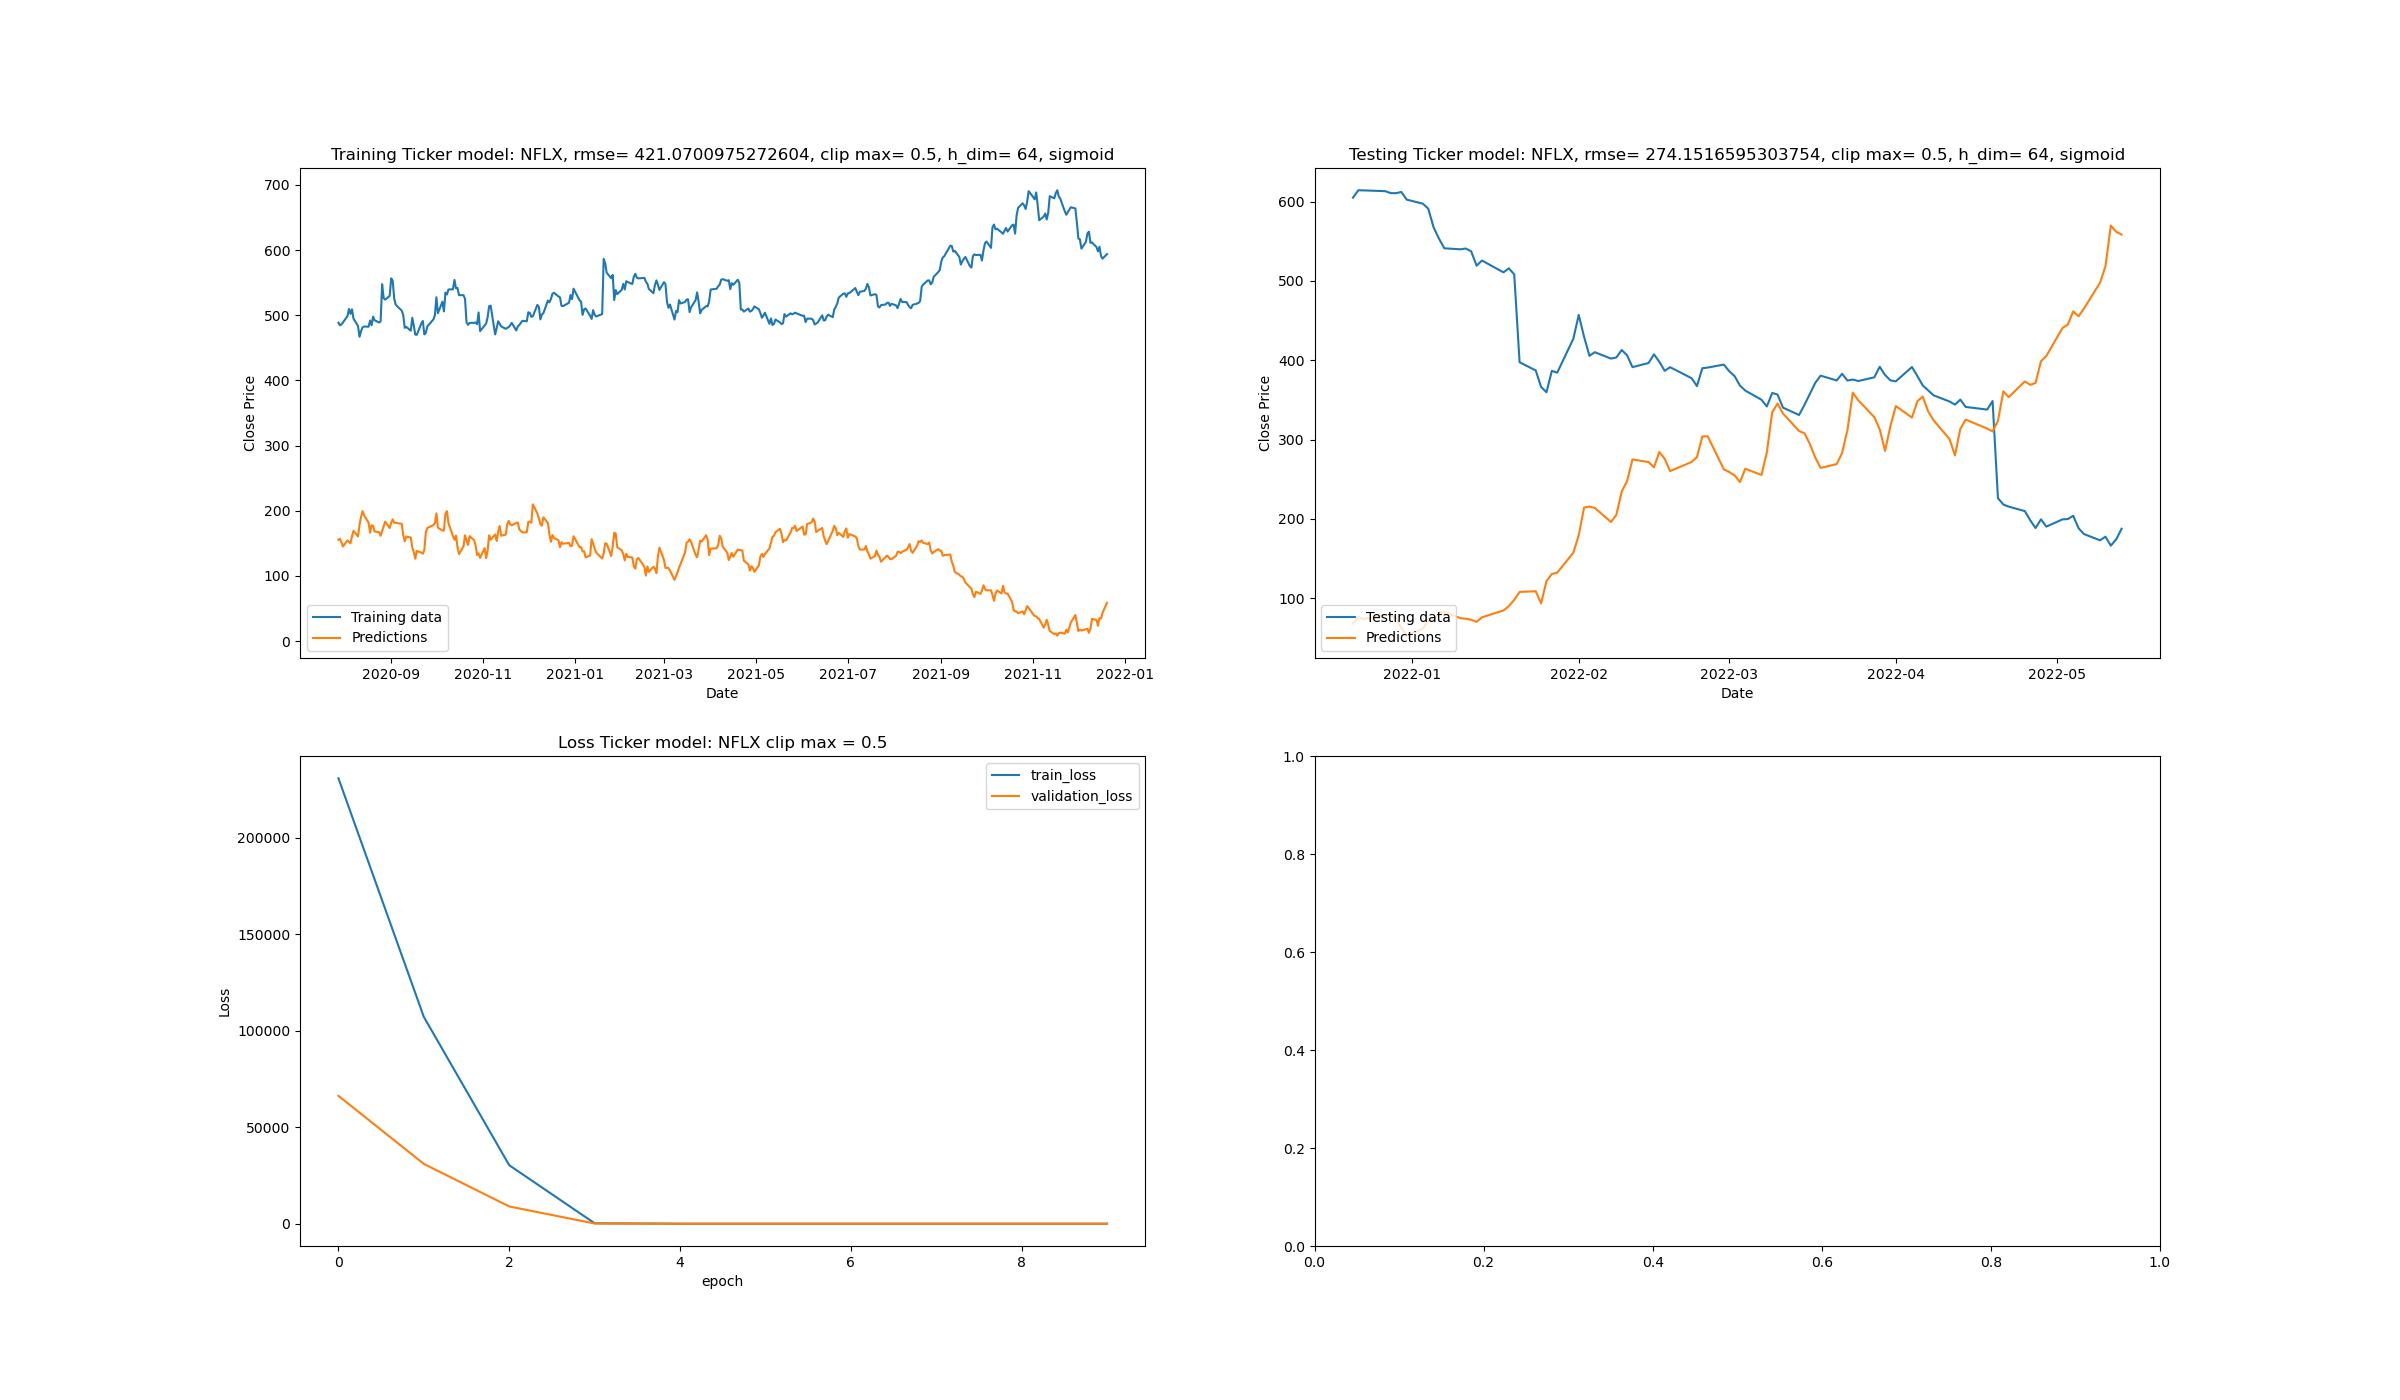 Training Ticker model: NFLX, rmse= 421.0700975272604, clip max= 0.5, h_dim= 64, sigmoid
700
600
500
400
300
200
100
0
Close Price
Training data
Predictions
2020-09 2020-11 2021-01 2021-03 2021-05 2021-07 2021-09 2021-11 2022-01
Date
Testing Ticker model: NFLX, rmse= 274.1516595303754, clip max= 0.5, h_dim= 64, sigmoid
600
500
400
300
200
100
Close Price
Testing data
Predictions
2022-01 2022-02 2022-03 2022-04 2022-05
Date
Loss Ticker model: NFLX clip max = 0.5
train_loss
validation_loss
200000
150000
100000
50000
0
Loss
0 2 4 6 8
epoch
1.0
0.8
0.6
0.4
0.2
0.0
0.0 0.2 0.4 0.6 0.8 1.0